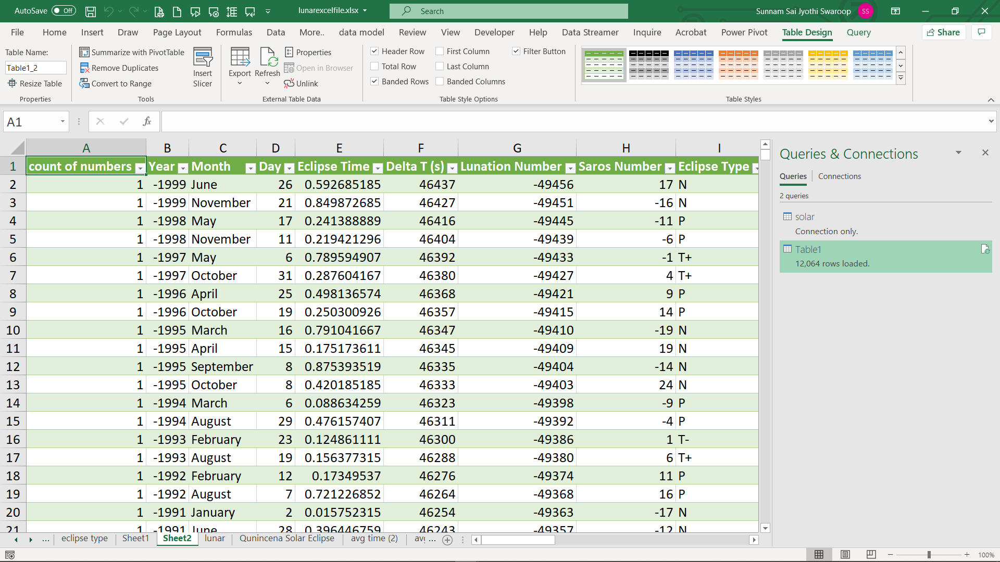 AutoSave Off lunarexcelfile.xlsx Search Sunnam Sai Jyothi Swaroop SS
File Home Insert Draw Page Layout Formulas Data More.. data model Review View Developer Help Data Streamer Inquire Acrobat Power Pivot Table Design Query Share
Table Name:
Table1_2
Resize Table
Properties
Summarize with PivotTable
Remove Duplicates
Convert to Range
Tools
Insert
Slicer
Export Refresh
Properties
Open in Browser
Unlink
External Table Data
Header Row First Column Filter Button
Total Row Last Column
Banded Rows Banded Columns
Table Style Options
Table Styles
A1 fx
A B C D E F G H I
1 count of numbers Year Month Day Eclipse Time Delta T (s) Lunation Number Saros Number Eclipse Type
2 1 -1999 June 26 0.592685185 46437 -49456 17 N
3 1 -1999 November 21 0.849872685 46427 -49451 -16 N
4 1 -1998 May 17 0.241388889 46416 -49445 -11 P
5 1 -1998 November 11 0.219421296 46404 -49439 -6 P
6 1 -1997 May 6 0.789594907 46392 -49433 -1 T+
7 1 -1997 October 31 0.287604167 46380 -49427 4 T+
8 1 -1996 April 25 0.498136574 46368 -49421 9 P
9 1 -1996 October 19 0.250300926 46357 -49415 14 P
10 1 -1995 March 16 0.791041667 46347 -49410 -19 N
11 1 -1995 April 15 0.175173611 46345 -49409 19 N
12 1 -1995 September 8 0.875393519 46335 -49404 -14 N
13 1 -1995 October 8 0.420185185 46333 -49403 24 N
14 1 -1994 March 6 0.088634259 46323 -49398 -9 P
15 1 -1994 August 29 0.476157407 46311 -49392 -4 P
16 1 -1993 February 23 0.124861111 46300 -49386 1 T-
17 1 -1993 August 19 0.156377315 46288 -49380 6 T+
18 1 -1992 February 12 0.17349537 46276 -49374 11 P
19 1 -1992 August 7 0.721226852 46264 -49368 16 P
20 1 -1991 January 2 0.015752315 46254 -49363 -17 N
21 1 -1991 June 28 0.396446759 46243 -49357 -12 N
Queries & Connections
Queries Connections
2 queries
solar
Connection only.
Table1
12,064 rows loaded.
... eclipse type Sheet1 Sheet2 lunar Qunincena Solar Eclipse avg time (2) avg ...
100%